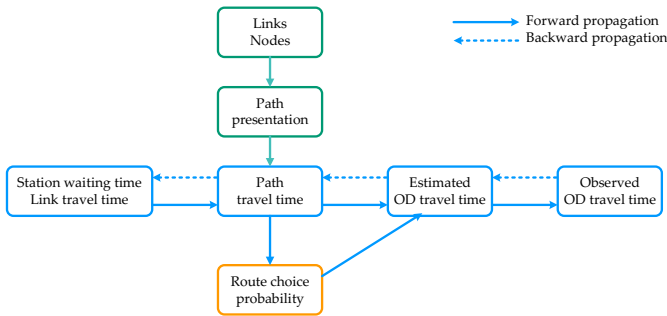 Links
Nodes
Forward propagation
Backward propagation
Path
presentation
Station waiting time
Link travel time
Path
travel time
Estimated
OD travel time
Observed
OD travel time
Route choice
probability